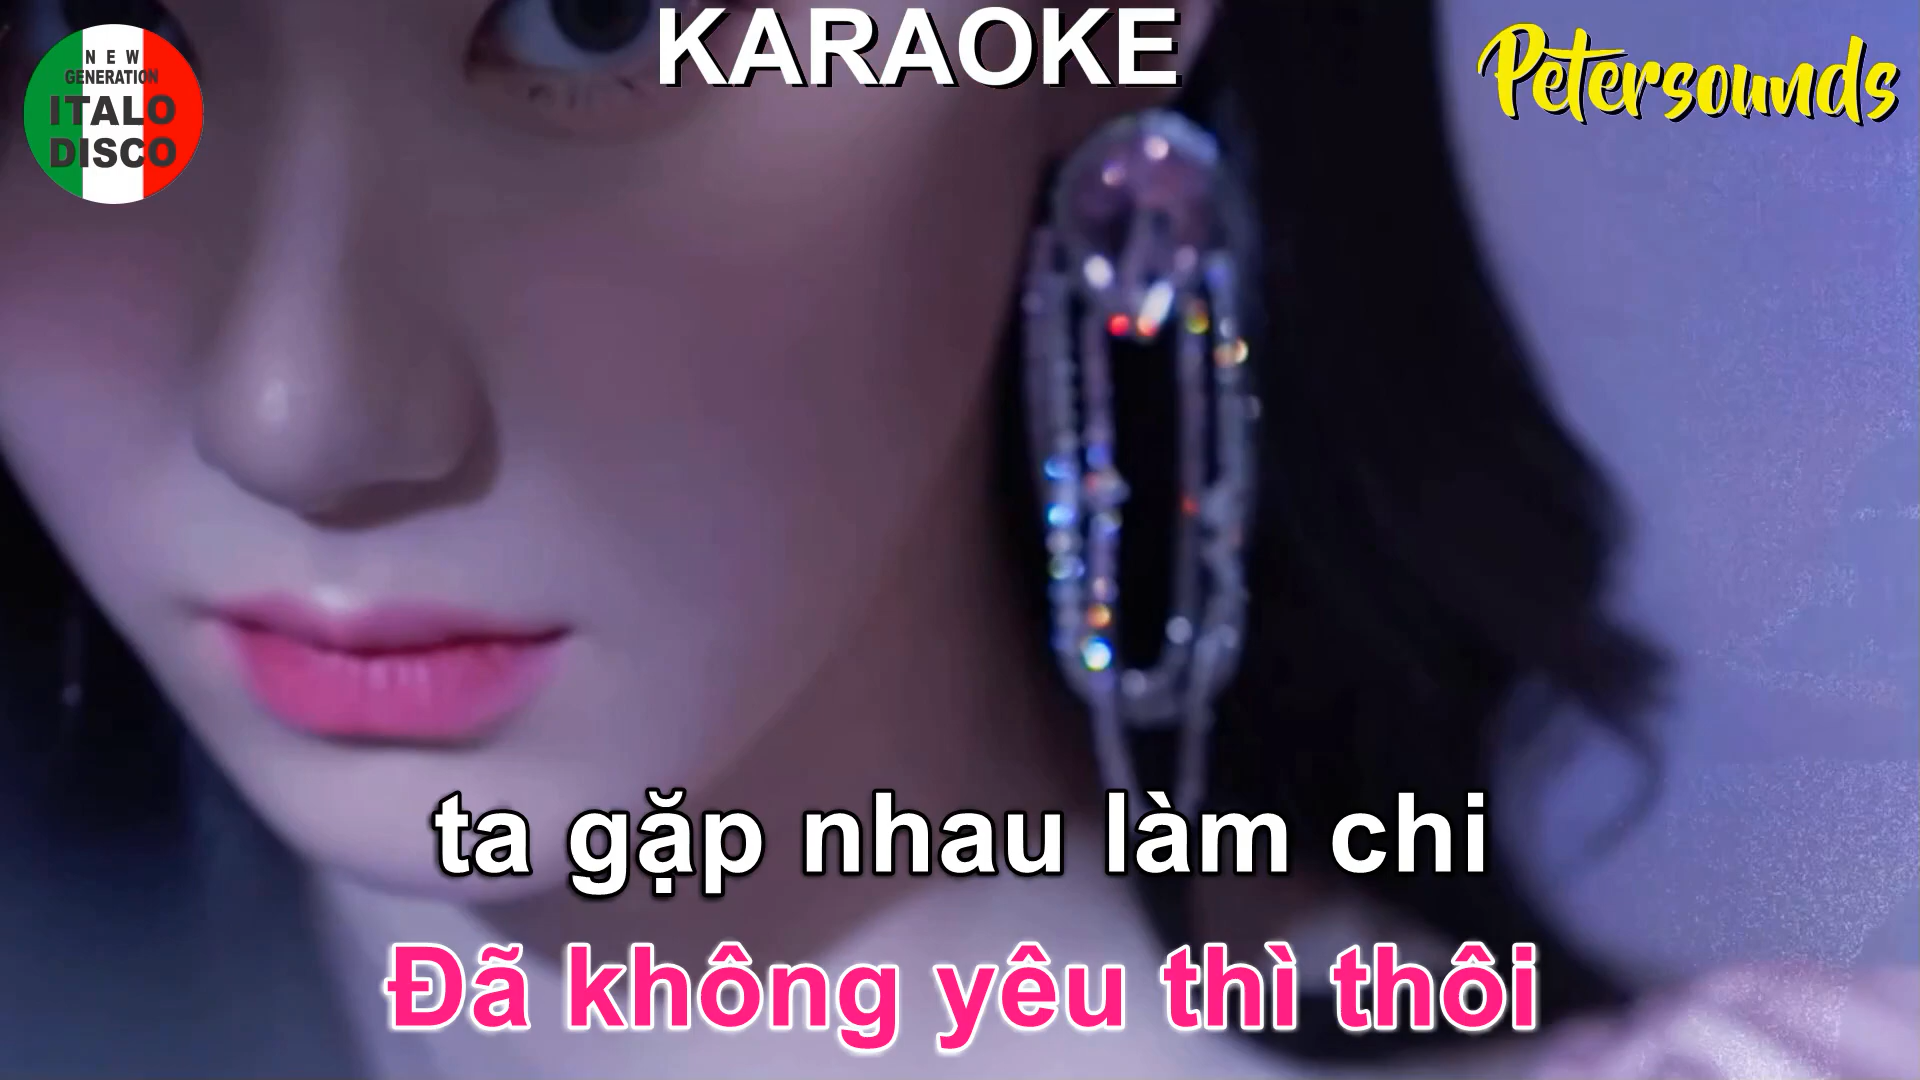 NEW
GENERATION
ITALO
DISCO
KARAOKE
Petersounds
ta gặp nhau làm chi
Đã không yêu thì thôi